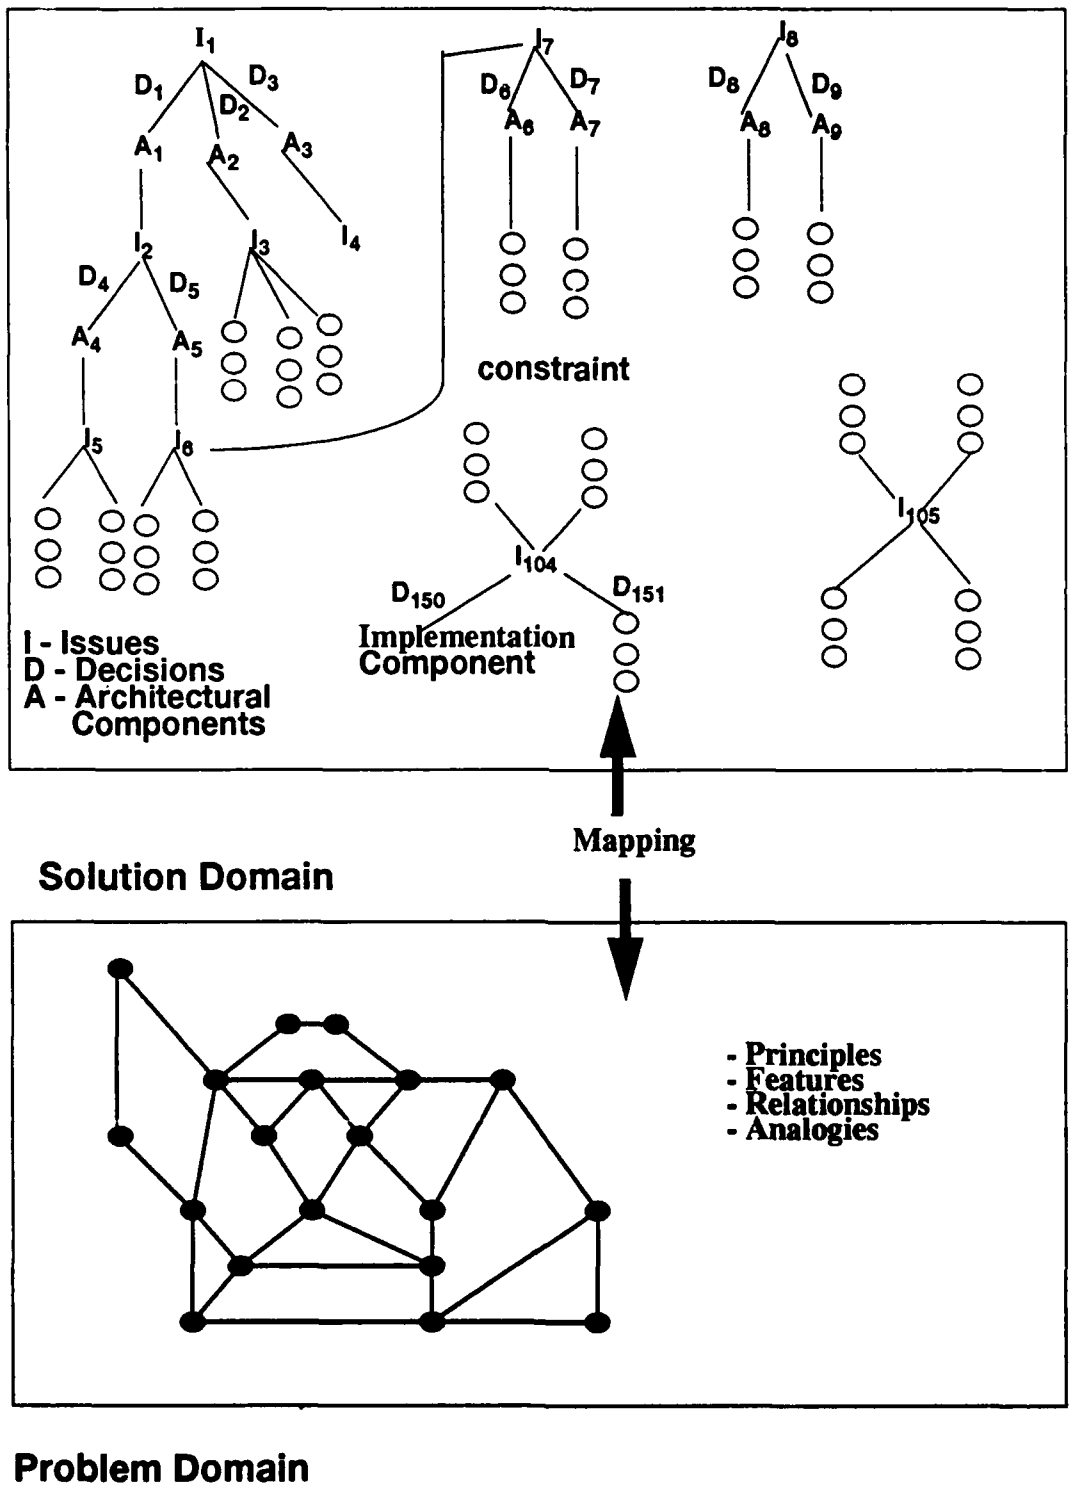 I1
D1 D2 D3
A1 A2 A3
I2 I3 I4
D4 D5
A4 A5
I5 I6
I7
D6 D7
A6 A7
I8
D8 D9
A8 A9
constraint
I104
D150 D151
Implementation
Component
I105
I - Issues
D - Decisions
A - Architectural
Components
Mapping
Solution Domain
- Principles
- Features
- Relationships
- Analogies
Problem Domain